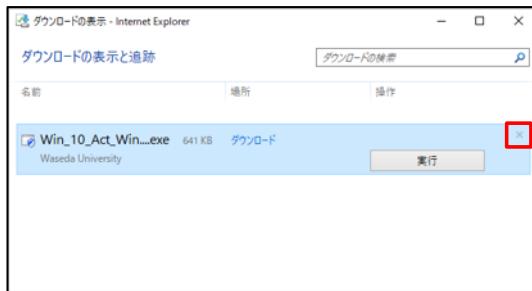 ダウンロードの表示 - Internet Explorer
ダウンロードの表示と追跡
ダウンロードの検索
名前 場所 操作
Win_10_Act_Win....exe 641 KB ダウンロード
Waseda University
実行